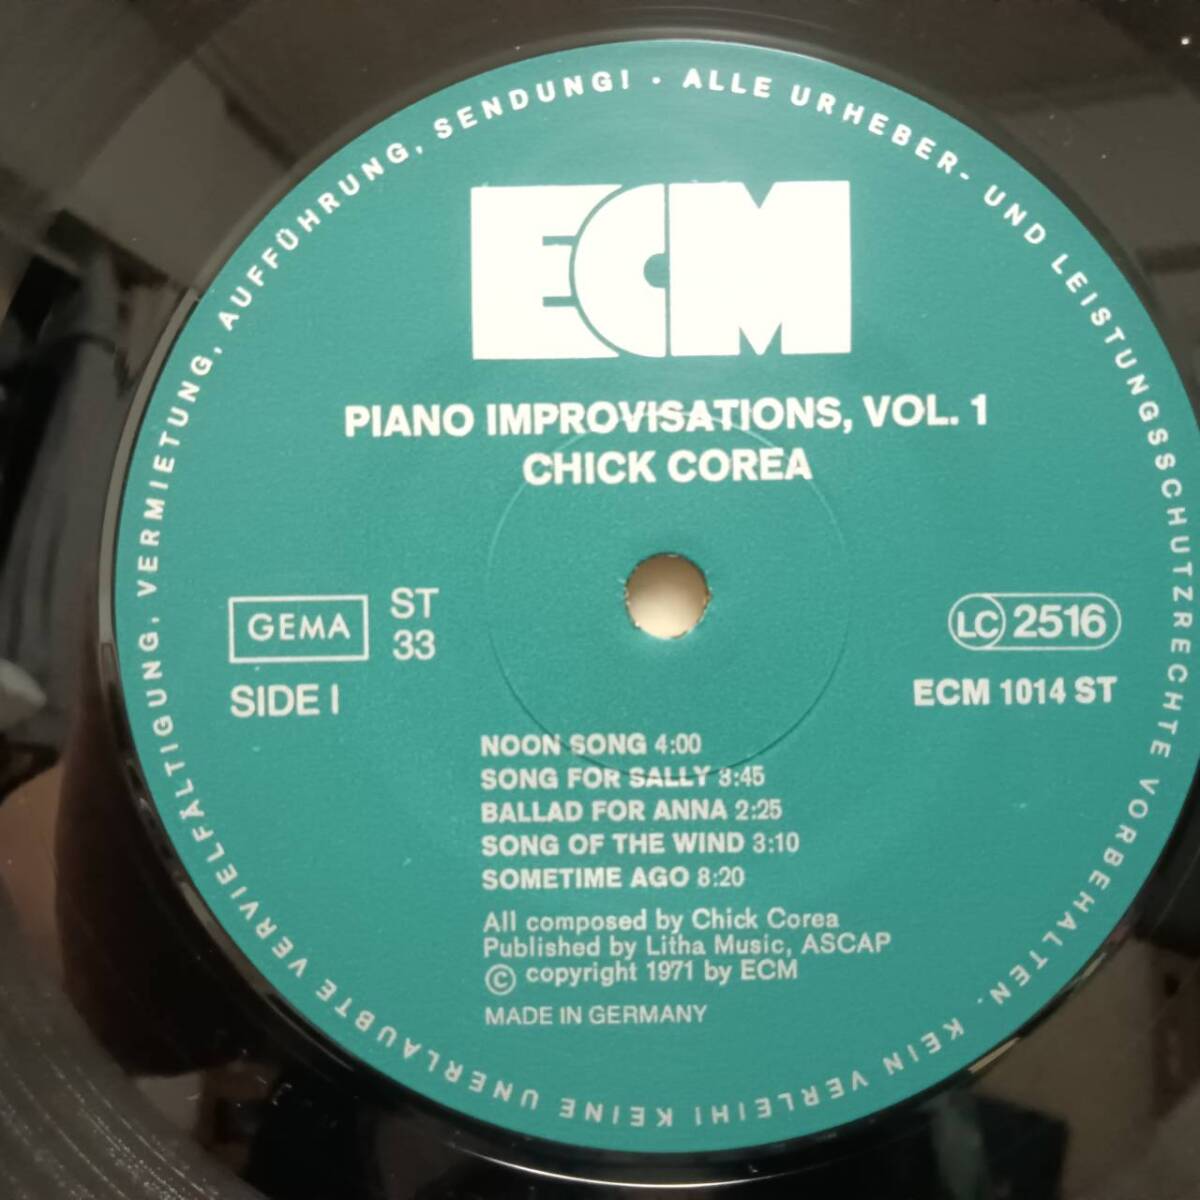 ALLE URHEBER- UND LEISTUNGSSCHUTZRECHTE VORBEHALTEN. KEIN VERLEIH! KEINE UNERLAUBTE VERVIELFÄLTIGUNG, VERMIETUNG, AUFFÜHRUNG, SENDUNG! ·
ECM
PIANO IMPROVISATIONS, VOL. 1
CHICK COREA
GEMA
ST
33
SIDE I
LC 2516
ECM 1014 ST
NOON SONG 4:00
SONG FOR SALLY 3:45
BALLAD FOR ANNA 2:25
SONG OF THE WIND 3:10
SOMETIME AGO 8:20
All composed by Chick Corea
Published by Litha Music, ASCAP
© copyright 1971 by ECM
MADE IN GERMANY